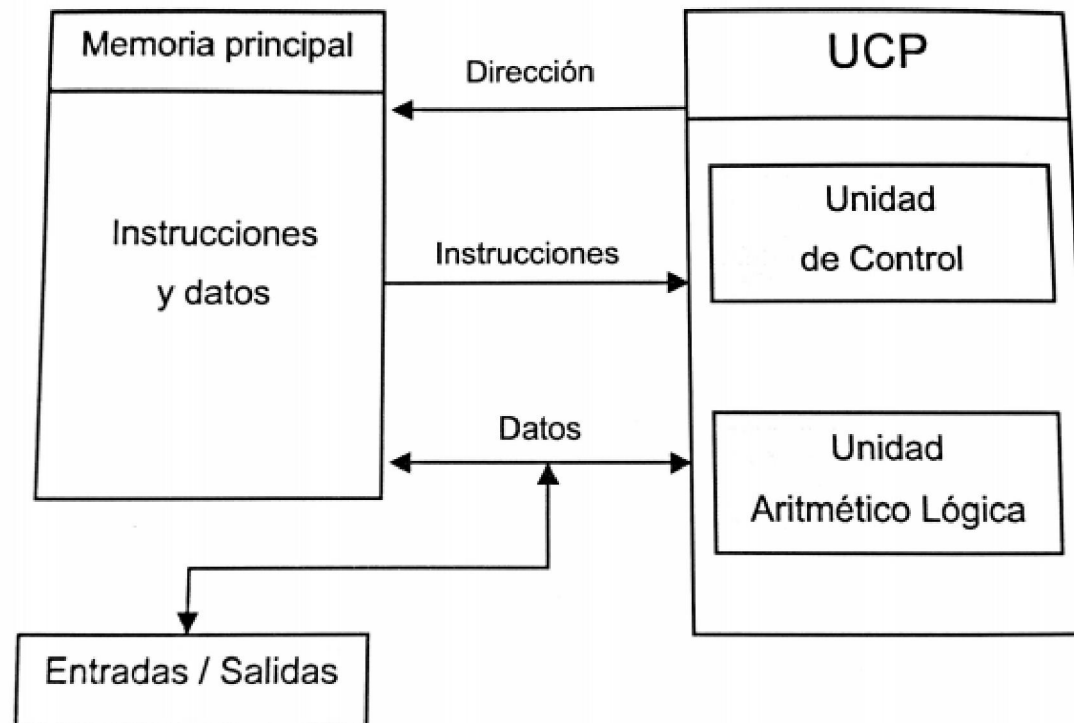 Memoria principal
UCP
Dirección
Unidad
de Control
Instrucciones
y datos
Instrucciones
Datos
Unidad
Aritmético Lógica
Entradas / Salidas